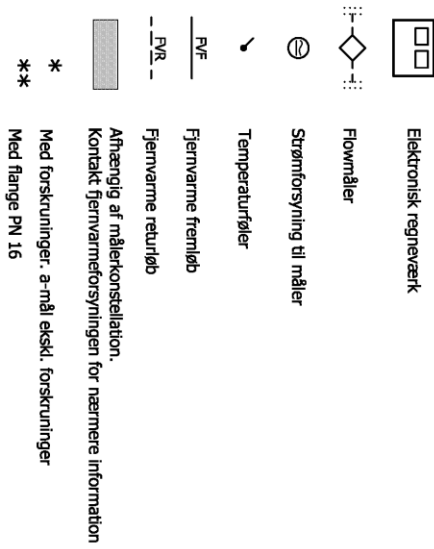 Elektronisk regneværk
Flowmåler
Strømforsyning til måler
Temperaturføler
FVF Fjernvarme fremløb
FVR Fjernvarme returløb
Afhængig af målerkonstellation.
Kontakt fjernvarmeforsyningen for nærmere information
* Med forskruninger. a-mål ekskl. forskruninger
** Med flange PN 16